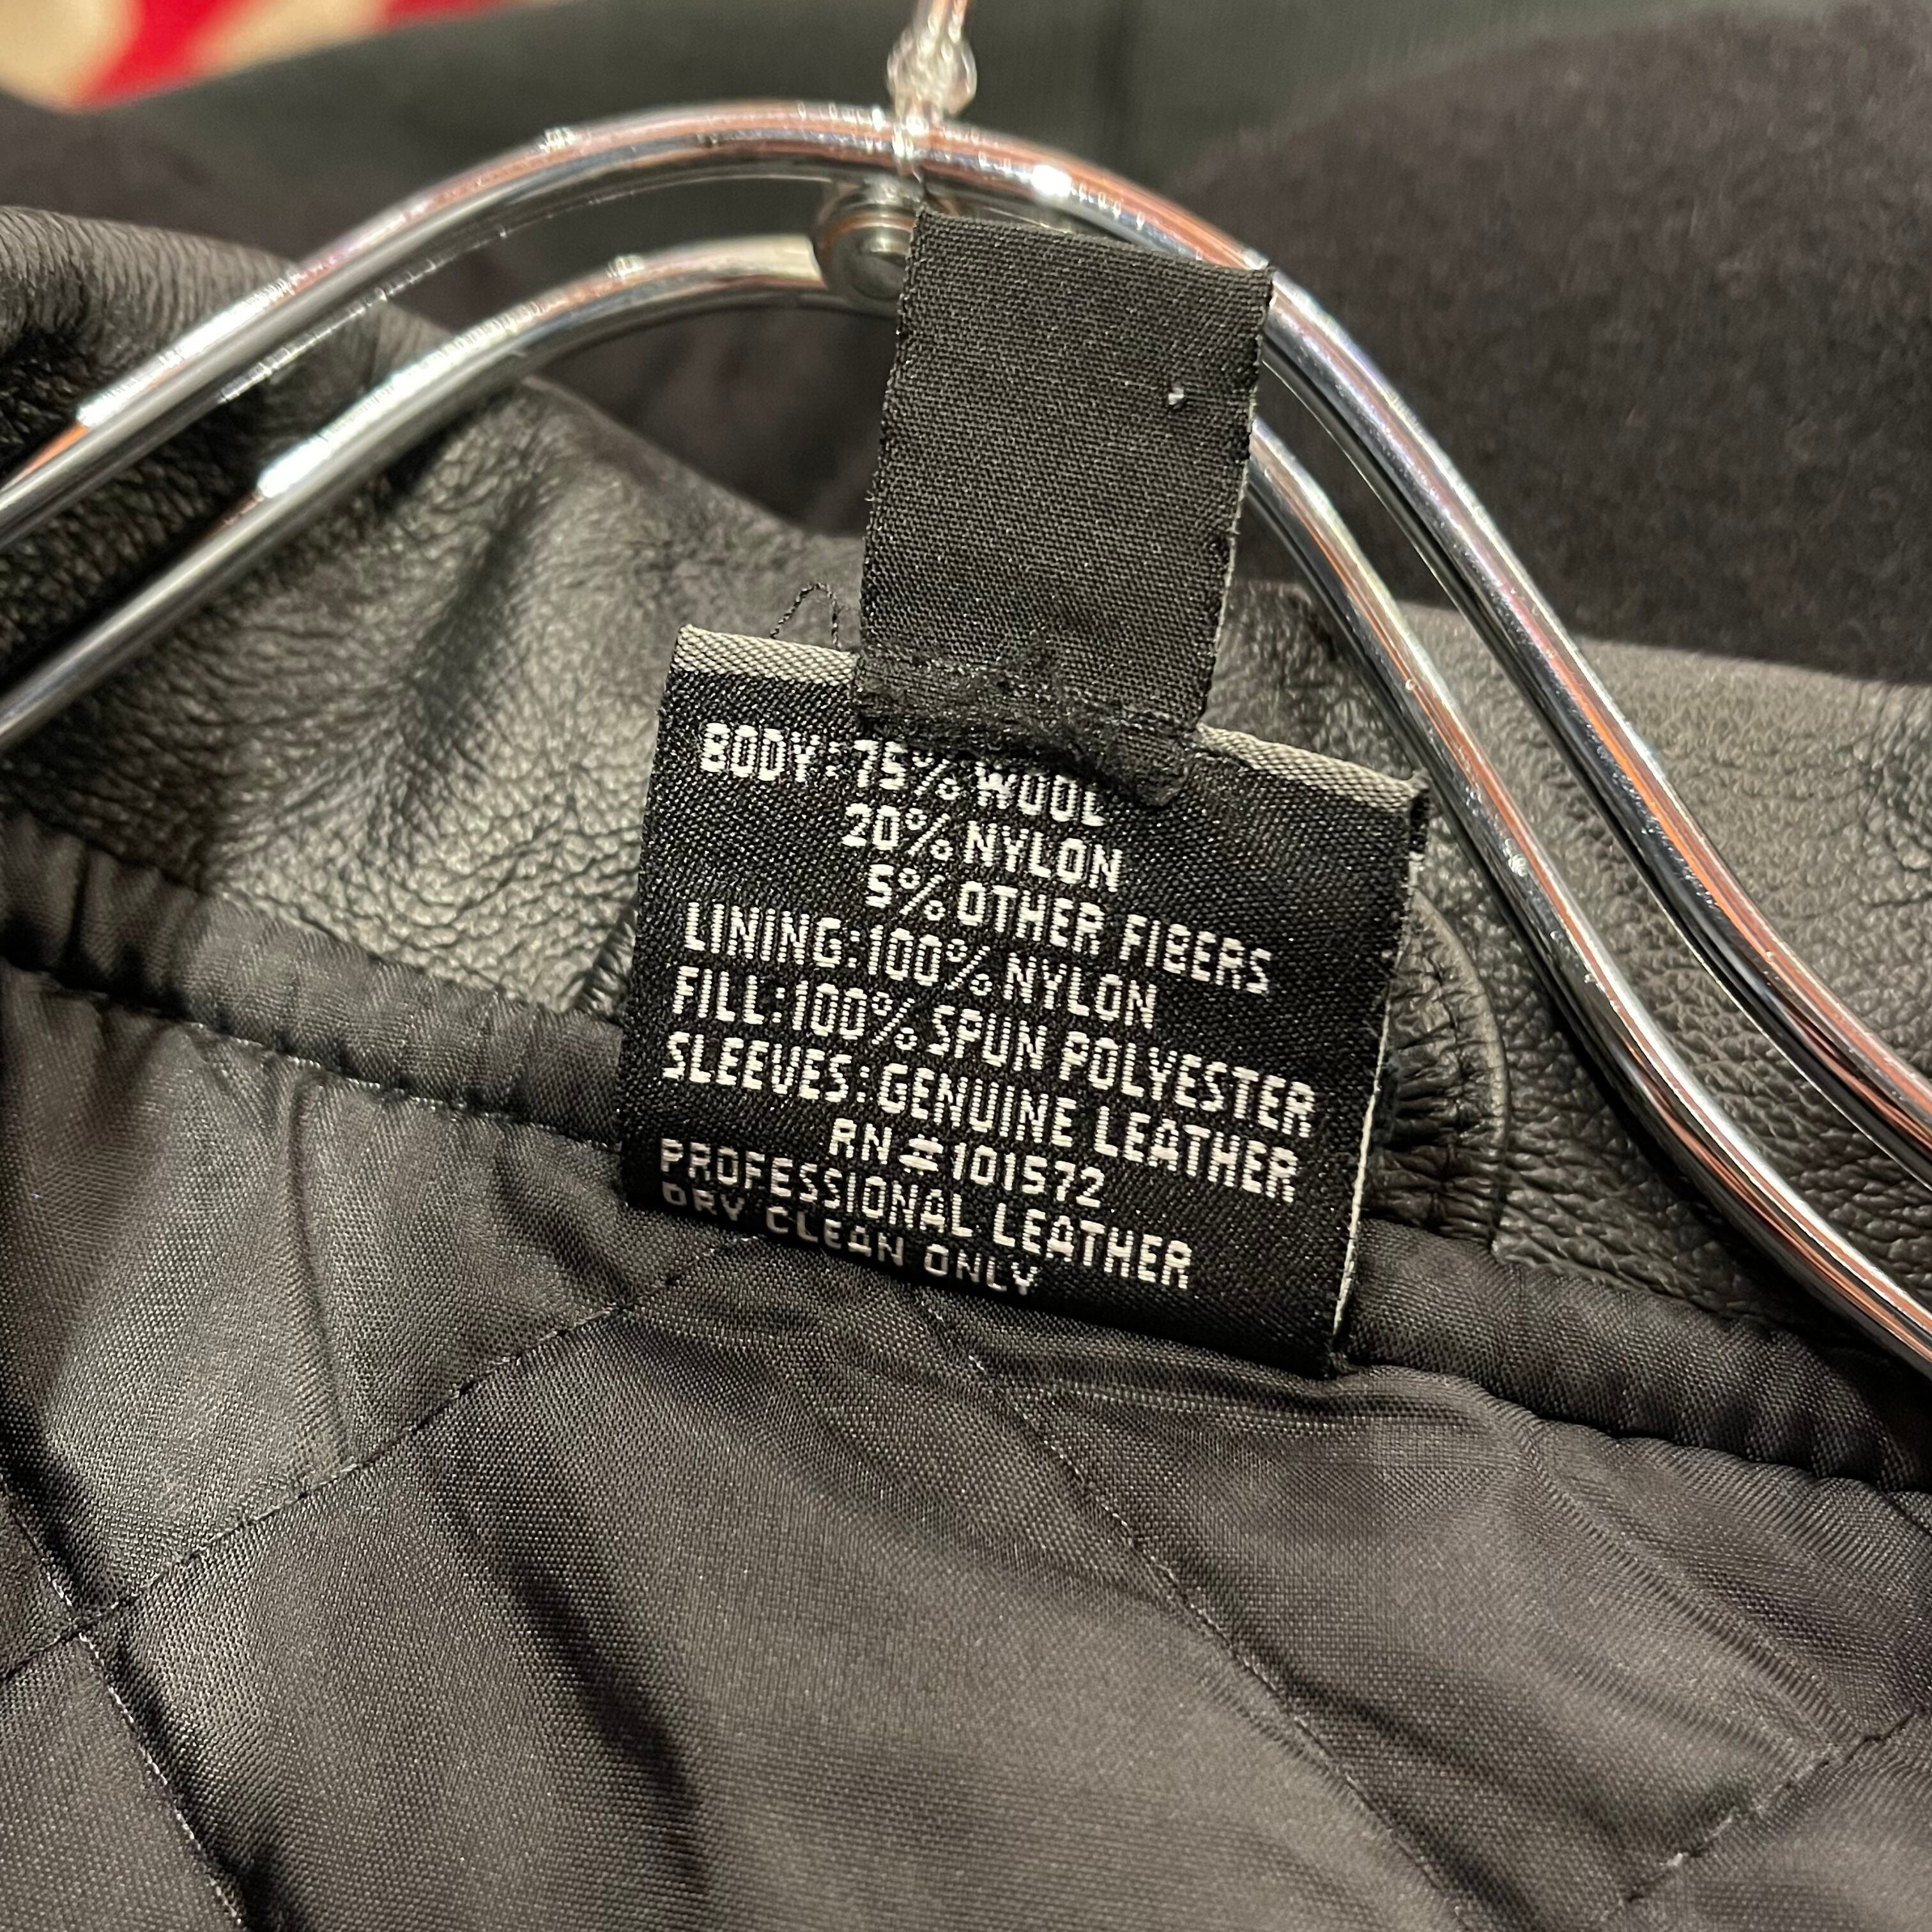 BODY:75% WOOL
20% NYLON
5% OTHER FIBERS
LINING:100% NYLON
FILL:100% SPUN POLYESTER
SLEEVES:GENUINE LEATHER
RN#101572
PROFESSIONAL LEATHER
DRY CLEAN ONLY